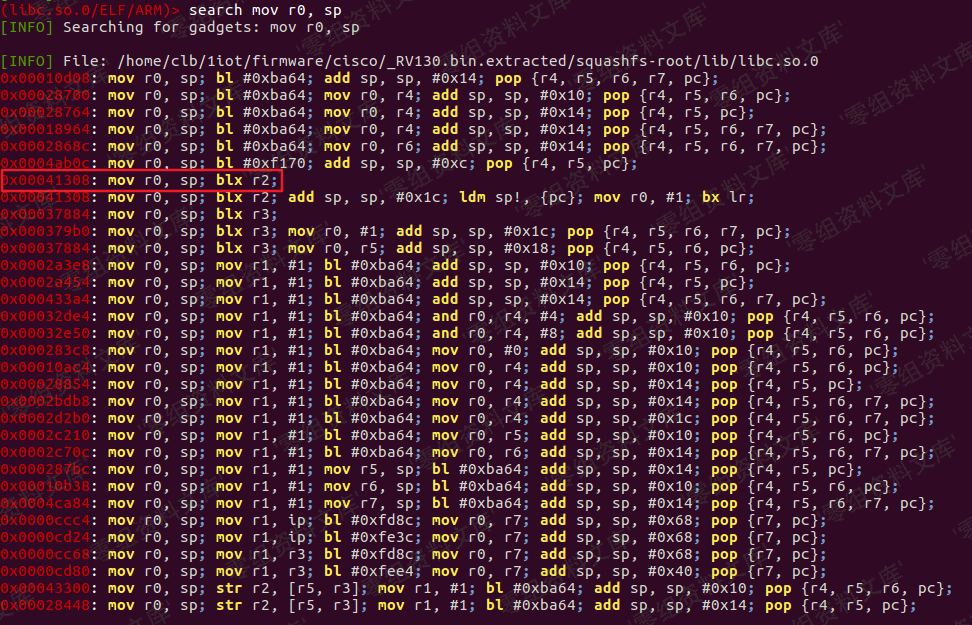 (libc.so.0/ELF/ARM)> search mov r0, sp
[INFO] Searching for gadgets: mov r0, sp
[INFO] File: /home/clb/1iot/firmware/cisco/_RV130.bin.extracted/squashfs-root/lib/libc.so.0
0x00010d08: mov r0, sp; bl #0xba64; add sp, sp, #0x14; pop {r4, r5, r6, r7, pc};
0x00028700: mov r0, sp; bl #0xba64; mov r0, r4; add sp, sp, #0x10; pop {r4, r5, r6, pc};
0x00028764: mov r0, sp; bl #0xba64; mov r0, r4; add sp, sp, #0x14; pop {r4, r5, pc};
0x00018964: mov r0, sp; bl #0xba64; mov r0, r4; add sp, sp, #0x14; pop {r4, r5, r6, r7, pc};
0x0002868c: mov r0, sp; bl #0xba64; mov r0, r6; add sp, sp, #0x14; pop {r4, r5, r6, r7, pc};
0x0004ab0c: mov r0, sp; bl #0xf170; add sp, sp, #0xc; pop {r4, r5, pc};
0x00041308: mov r0, sp; blx r2;
0x00041308: mov r0, sp; blx r2; add sp, sp, #0x1c; ldm sp!, {pc}; mov r0, #1; bx lr;
0x00037884: mov r0, sp; blx r3;
0x000379b0: mov r0, sp; blx r3; mov r0, #1; add sp, sp, #0x1c; pop {r4, r5, r6, r7, pc};
0x00037884: mov r0, sp; blx r3; mov r0, r5; add sp, sp, #0x18; pop {r4, r5, r6, pc};
0x0002a3e8: mov r0, sp; mov r1, #1; bl #0xba64; add sp, sp, #0x10; pop {r4, r5, r6, pc};
0x0002a454: mov r0, sp; mov r1, #1; bl #0xba64; add sp, sp, #0x14; pop {r4, r5, pc};
0x000433a4: mov r0, sp; mov r1, #1; bl #0xba64; add sp, sp, #0x14; pop {r4, r5, r6, r7, pc};
0x00032de4: mov r0, sp; mov r1, #1; bl #0xba64; and r0, r4, #4; add sp, sp, #0x10; pop {r4, r5, r6, pc};
0x00032e50: mov r0, sp; mov r1, #1; bl #0xba64; and r0, r4, #8; add sp, sp, #0x10; pop {r4, r5, r6, pc};
0x000283c8: mov r0, sp; mov r1, #1; bl #0xba64; mov r0, #0; add sp, sp, #0x10; pop {r4, r5, r6, pc};
0x00010ac4: mov r0, sp; mov r1, #1; bl #0xba64; mov r0, r4; add sp, sp, #0x10; pop {r4, r5, r6, pc};
0x00028854: mov r0, sp; mov r1, #1; bl #0xba64; mov r0, r4; add sp, sp, #0x14; pop {r4, r5, pc};
0x0002bdb8: mov r0, sp; mov r1, #1; bl #0xba64; mov r0, r4; add sp, sp, #0x14; pop {r4, r5, r6, r7, pc};
0x0002d2b0: mov r0, sp; mov r1, #1; bl #0xba64; mov r0, r4; add sp, sp, #0x1c; pop {r4, r5, r6, r7, pc};
0x0002c210: mov r0, sp; mov r1, #1; bl #0xba64; mov r0, r5; add sp, sp, #0x10; pop {r4, r5, r6, pc};
0x0002c70c: mov r0, sp; mov r1, #1; bl #0xba64; mov r0, r6; add sp, sp, #0x14; pop {r4, r5, r6, r7, pc};
0x000287bc: mov r0, sp; mov r1, #1; mov r5, sp; bl #0xba64; add sp, sp, #0x14; pop {r4, r5, pc};
0x00010b38: mov r0, sp; mov r1, #1; mov r6, sp; bl #0xba64; add sp, sp, #0x10; pop {r4, r5, r6, pc};
0x0004ca84: mov r0, sp; mov r1, #1; mov r7, sp; bl #0xba64; add sp, sp, #0x14; pop {r4, r5, r6, r7, pc};
0x0000ccc4: mov r0, sp; mov r1, ip; bl #0xfd8c; mov r0, r7; add sp, sp, #0x68; pop {r7, pc};
0x0000cd24: mov r0, sp; mov r1, ip; bl #0xfe3c; mov r0, r7; add sp, sp, #0x68; pop {r7, pc};
0x0000cc68: mov r0, sp; mov r1, r3; bl #0xfd8c; mov r0, r7; add sp, sp, #0x68; pop {r7, pc};
0x0000cd80: mov r0, sp; mov r1, r3; bl #0xfee4; mov r0, r7; add sp, sp, #0x40; pop {r7, pc};
0x00043300: mov r0, sp; str r2, [r5, r3]; mov r1, #1; bl #0xba64; add sp, sp, #0x10; pop {r4, r5, r6, pc};
0x00028448: mov r0, sp; str r2, [r5, r3]; mov r1, #1; bl #0xba64; add sp, sp, #0x14; pop {r4, r5, pc};